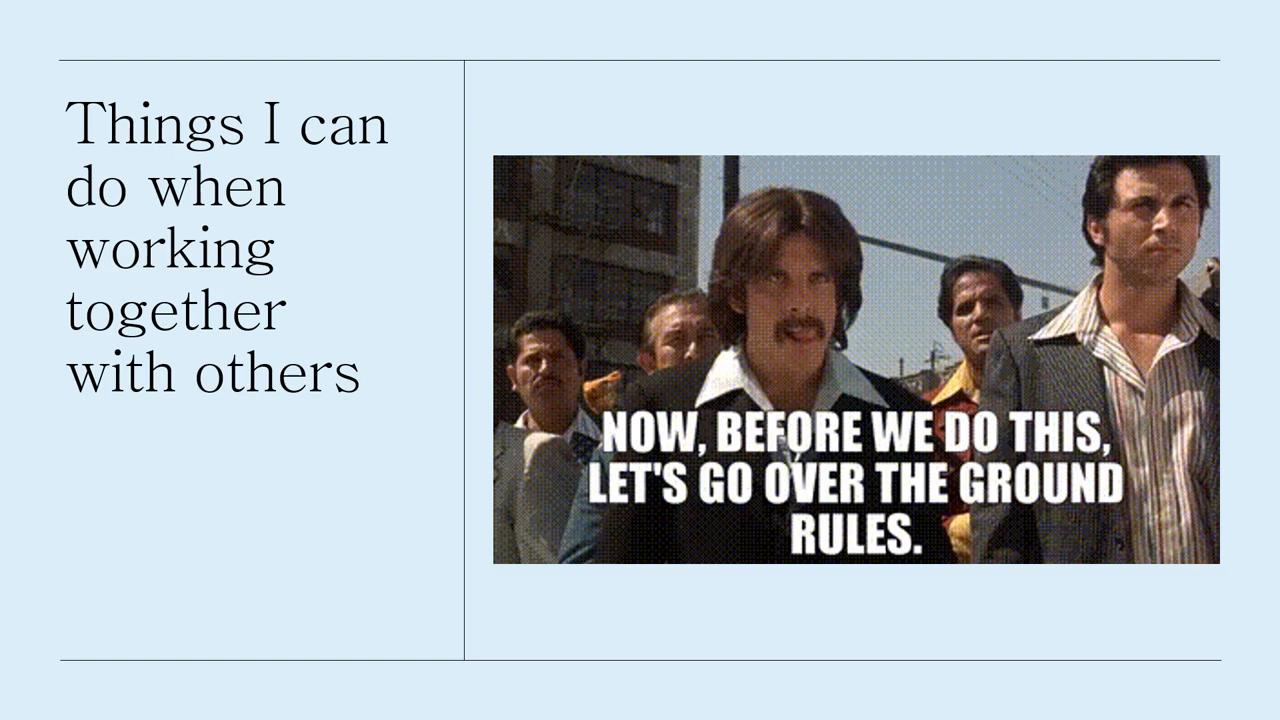 Things I can
do when
working
together
with others
NOW, BEFORE WE DO THIS,
LET'S GO OVER THE GROUND
RULES.